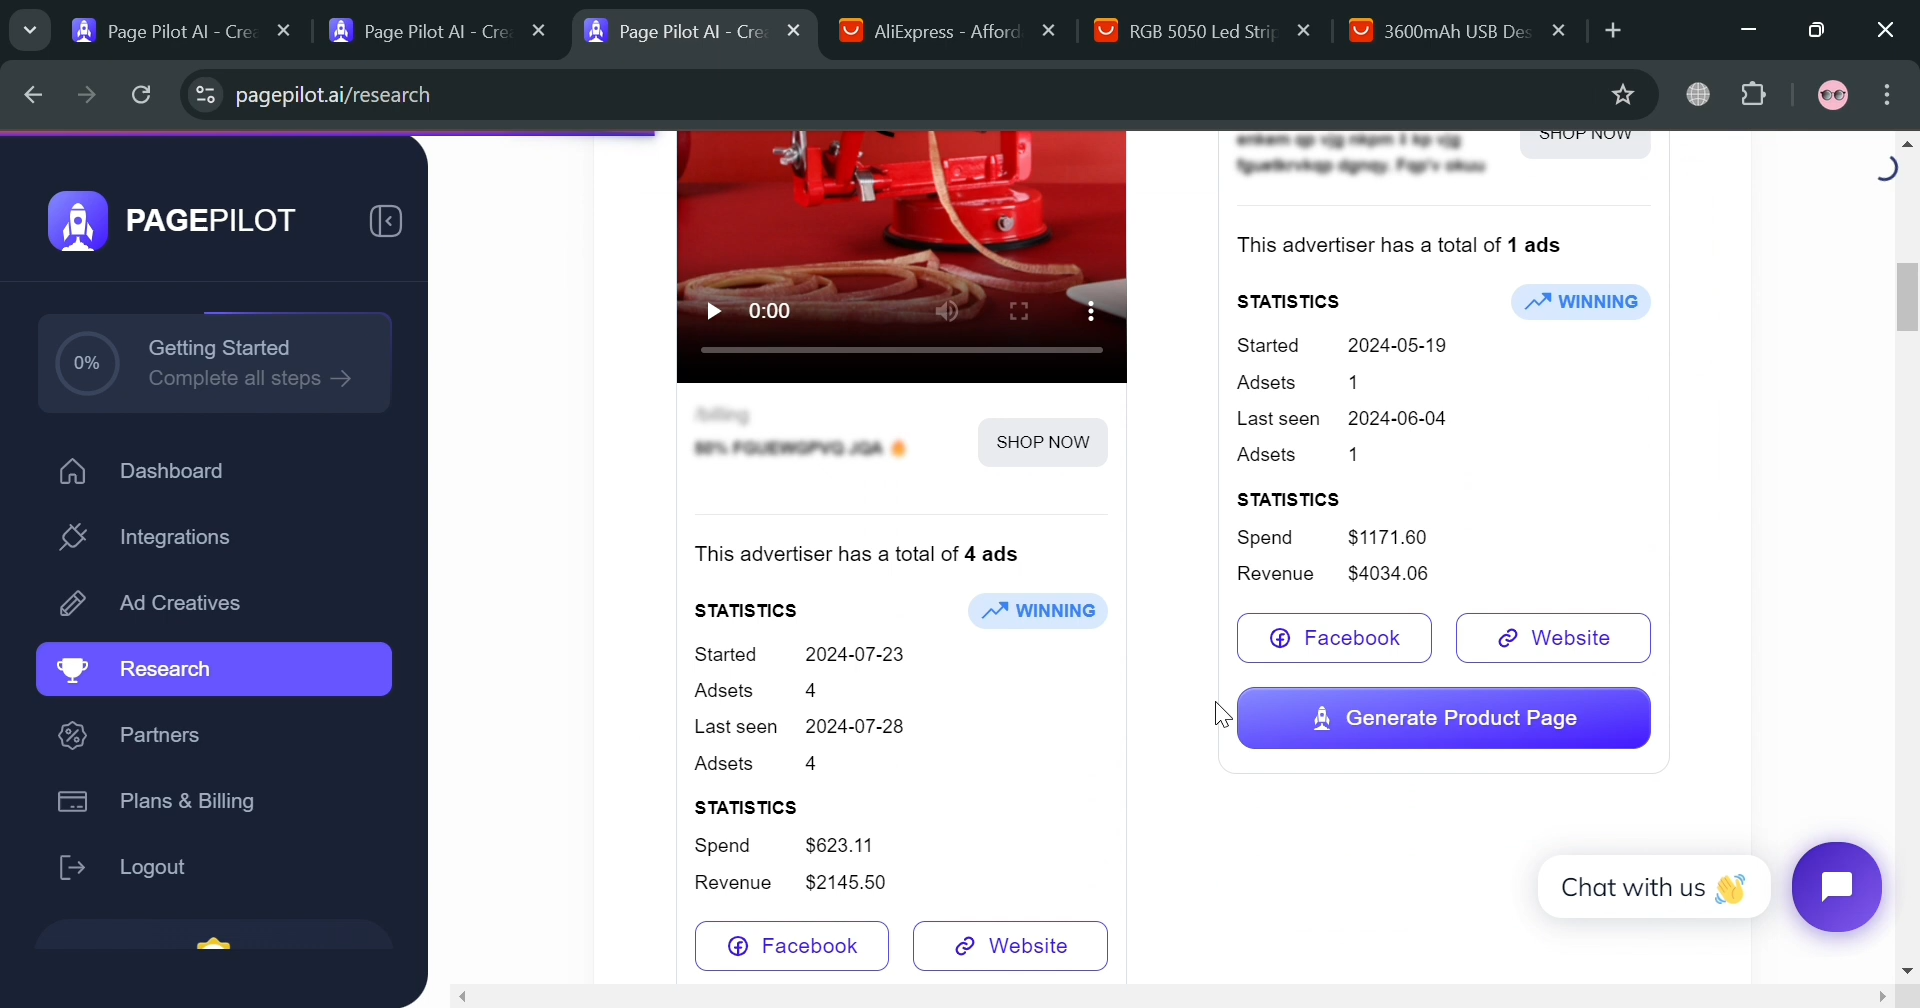 Page Pilot AI - Cre
Page Pilot AI - Cre
Page Pilot AI - Cre
AliExpress - Afford
RGB 5050 Led Strip
3600mAh USB Des
pagepilot.ai/research
PAGEPILOT
0%
Getting Started
Complete all steps →
Dashboard
Integrations
Ad Creatives
Research
Partners
Plans & Billing
Logout
0:00
SHOP NOW
This advertiser has a total of 4 ads
STATISTICS
WINNING
Started 2024-07-23
Adsets 4
Last seen 2024-07-28
Adsets 4
STATISTICS
Spend $623.11
Revenue $2145.50
Facebook
Website
SHOP NOW
This advertiser has a total of 1 ads
STATISTICS
WINNING
Started 2024-05-19
Adsets 1
Last seen 2024-06-04
Adsets 1
STATISTICS
Spend $1171.60
Revenue $4034.06
Facebook
Website
Generate Product Page
Chat with us 👋